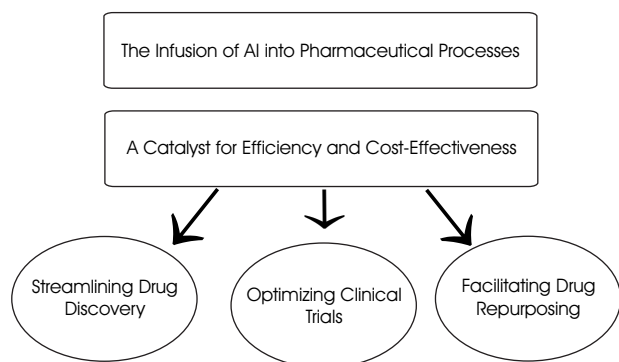 The Infusion of AI into Pharmaceutical Processes
A Catalyst for Efficiency and Cost-Effectiveness
Streamlining Drug
Discovery
Optimizing Clinical
Trials
Facilitating Drug
Repurposing